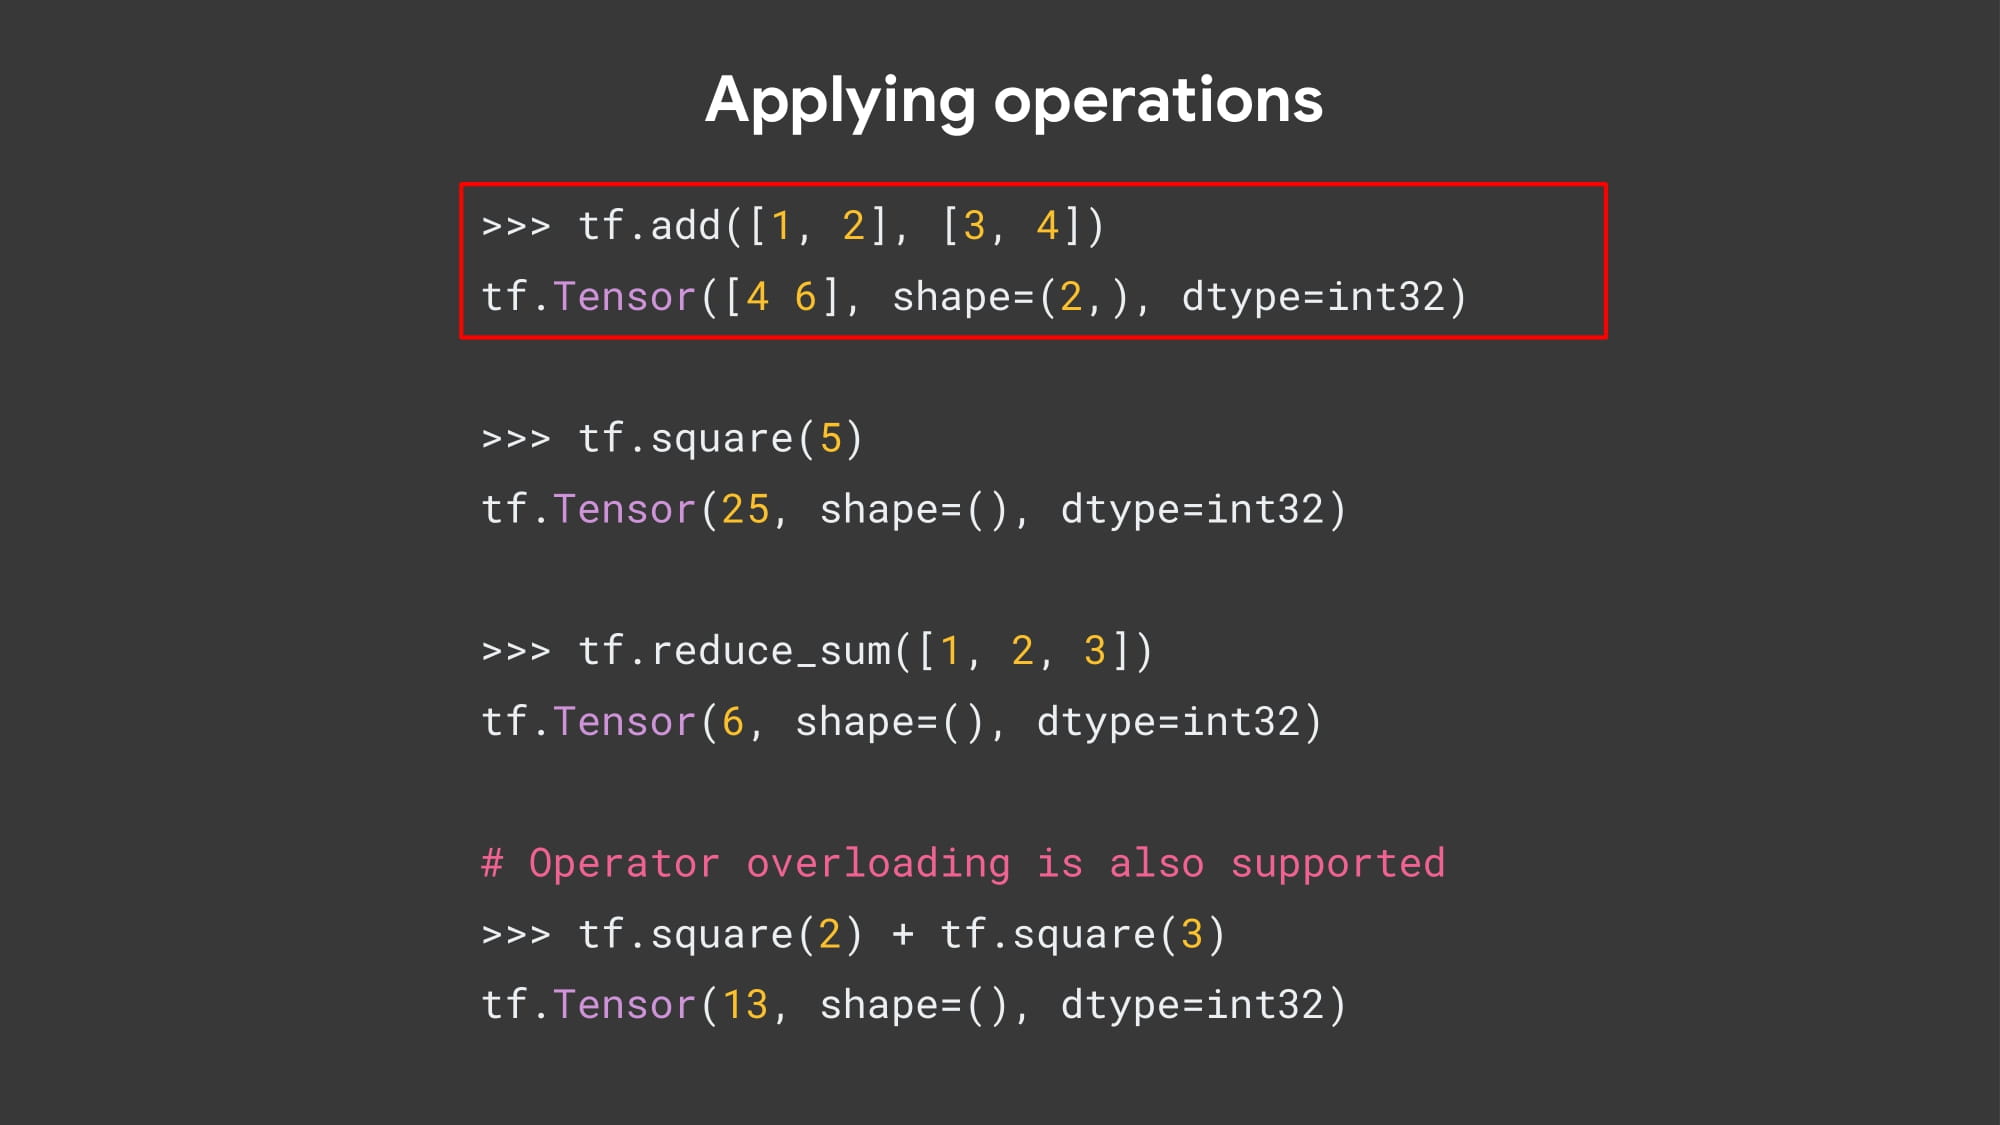 Applying operations
>>> tf.add([1, 2], [3, 4])
tf.Tensor([4 6], shape=(2,), dtype=int32)
>>> tf.square(5)
tf.Tensor(25, shape=(), dtype=int32)
>>> tf.reduce_sum([1, 2, 3])
tf.Tensor(6, shape=(), dtype=int32)
# Operator overloading is also supported
>>> tf.square(2) + tf.square(3)
tf.Tensor(13, shape=(), dtype=int32)